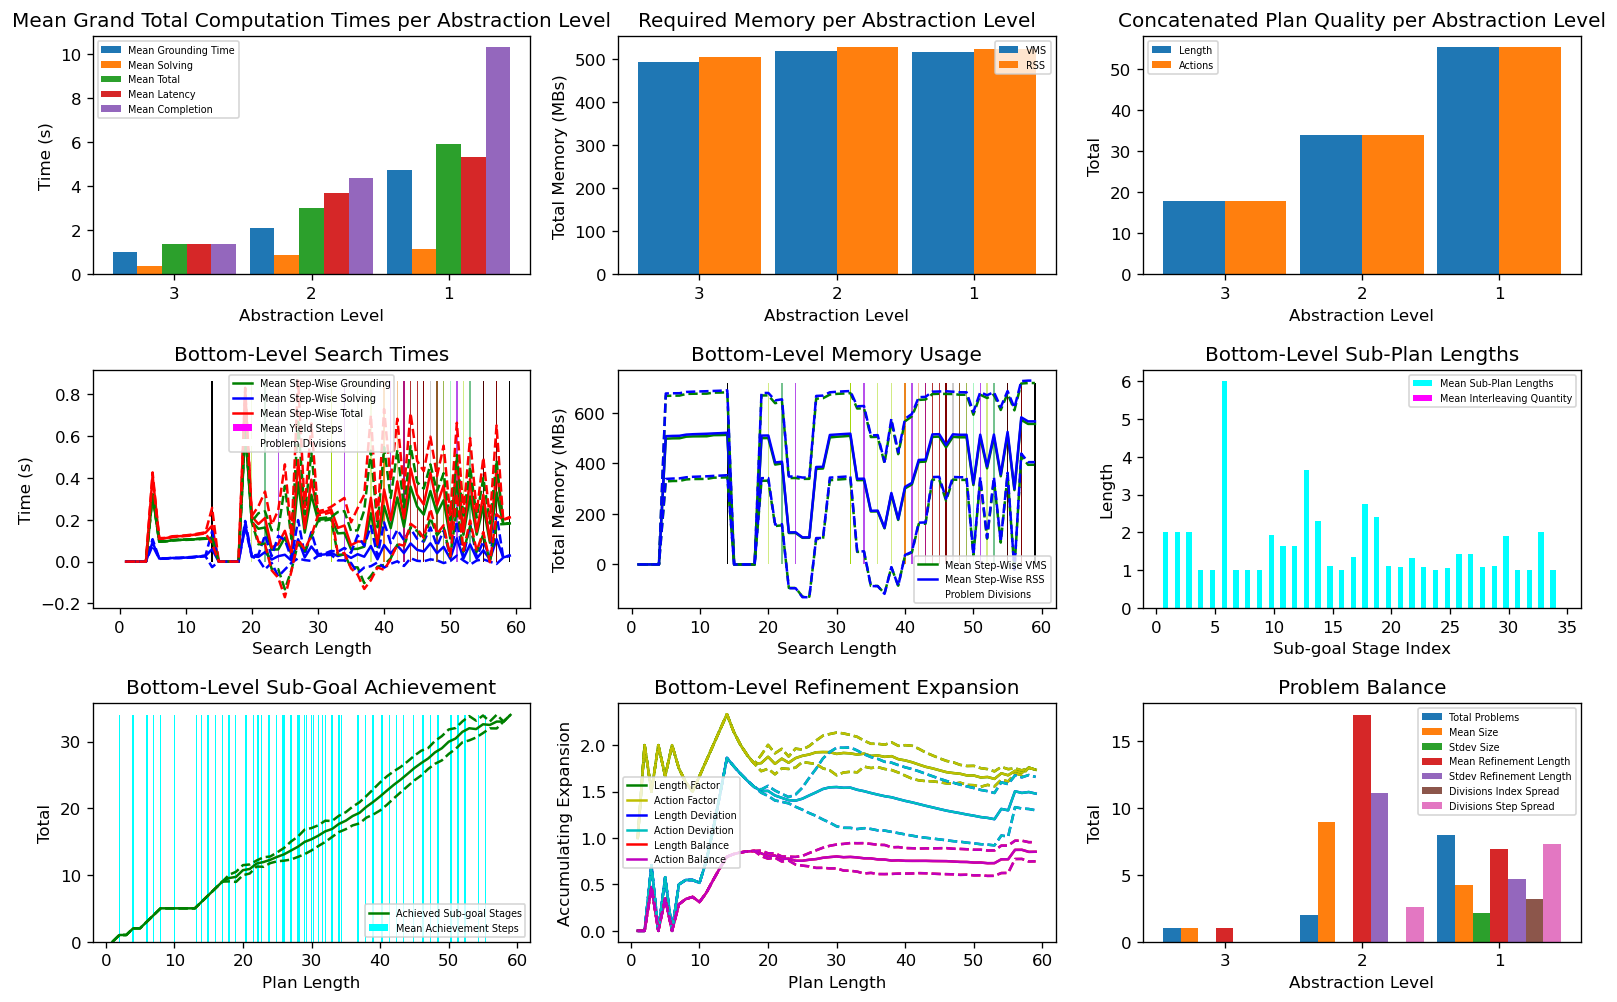 Mean Grand Total Computation Times per Abstraction Level
Time (s)
10
8
6
4
2
0
Mean Grounding Time
Mean Solving
Mean Total
Mean Latency
Mean Completion
3 2 1
Abstraction Level
Required Memory per Abstraction Level
Total Memory (MBs)
500
400
300
200
100
0
VMS
RSS
3 2 1
Abstraction Level
Concatenated Plan Quality per Abstraction Level
Total
50
40
30
20
10
0
Length
Actions
3 2 1
Abstraction Level
Bottom-Level Search Times
Time (s)
0.8
0.6
0.4
0.2
0.0
−0.2
Mean Step-Wise Grounding
Mean Step-Wise Solving
Mean Step-Wise Total
Mean Yield Steps
Problem Divisions
0 10 20 30 40 50 60
Search Length
Bottom-Level Memory Usage
Total Memory (MBs)
600
400
200
0
Mean Step-Wise VMS
Mean Step-Wise RSS
Problem Divisions
0 10 20 30 40 50 60
Search Length
Bottom-Level Sub-Plan Lengths
Length
6
5
4
3
2
1
0
Mean Sub-Plan Lengths
Mean Interleaving Quantity
0 5 10 15 20 25 30 35
Sub-goal Stage Index
Bottom-Level Sub-Goal Achievement
Total
30
20
10
0
Achieved Sub-goal Stages
Mean Achievement Steps
0 10 20 30 40 50 60
Plan Length
Bottom-Level Refinement Expansion
Accumulating Expansion
2.0
1.5
1.0
0.5
0.0
Length Factor
Action Factor
Length Deviation
Action Deviation
Length Balance
Action Balance
0 10 20 30 40 50 60
Plan Length
Problem Balance
Total
15
10
5
0
Total Problems
Mean Size
Stdev Size
Mean Refinement Length
Stdev Refinement Length
Divisions Index Spread
Divisions Step Spread
3 2 1
Abstraction Level